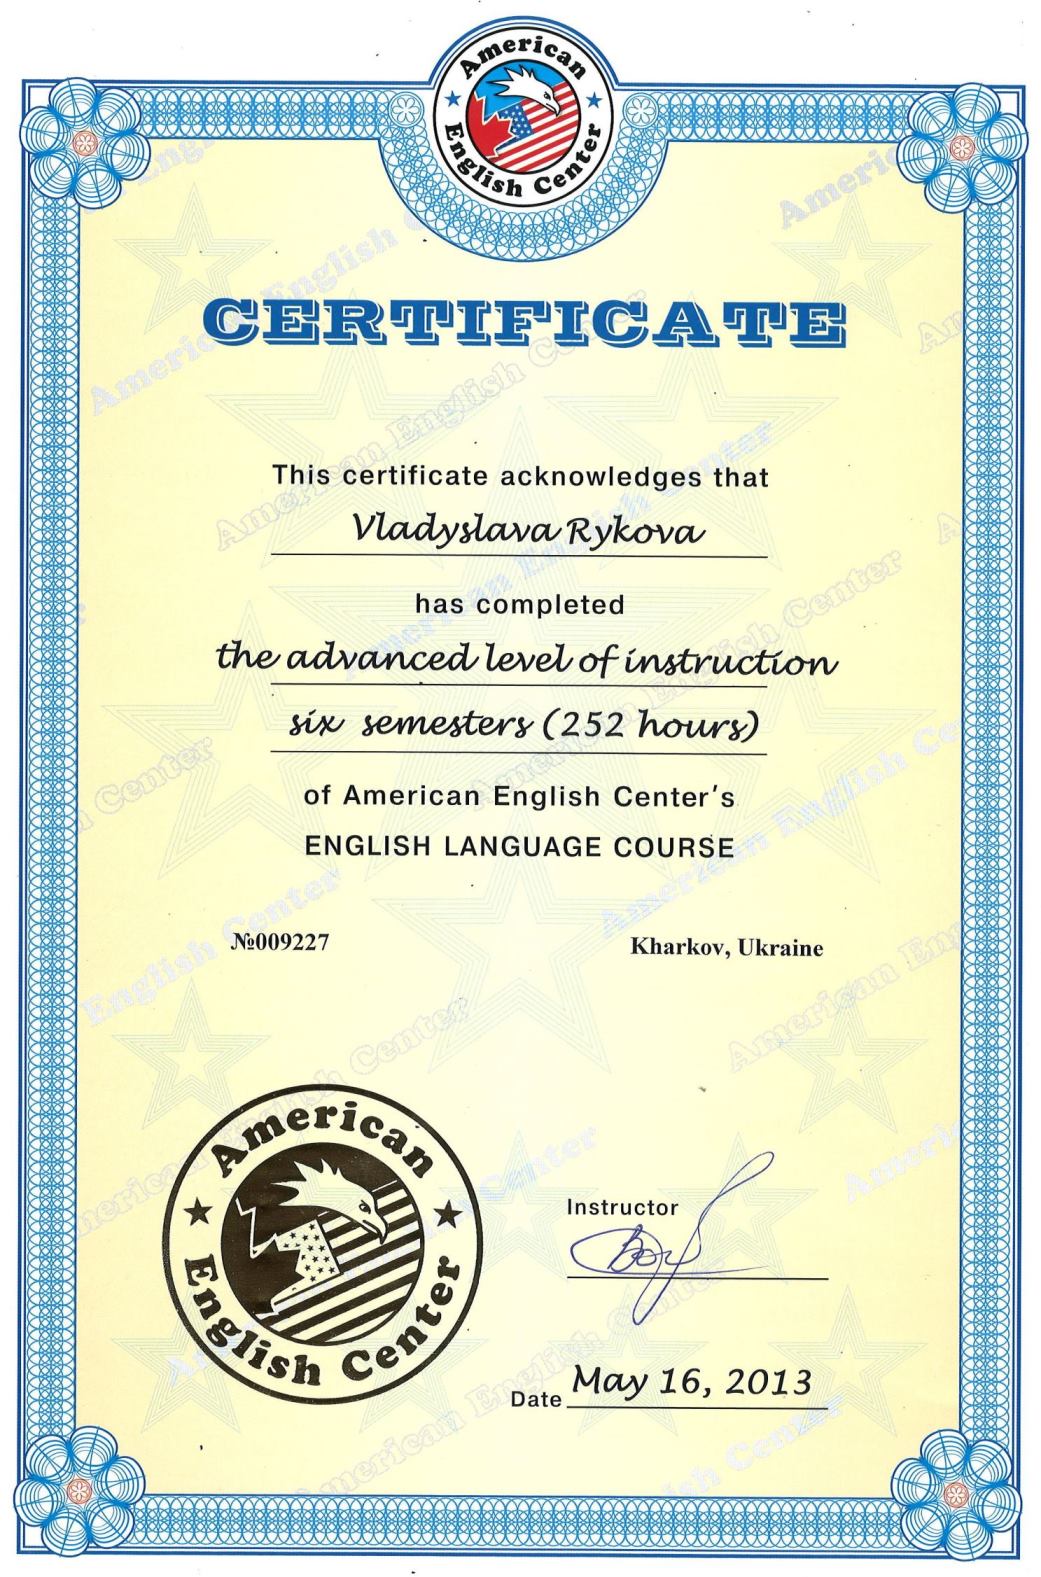 American
English Center
CERTIFICATE
This certificate acknowledges that
Vladyslava Rykova
has completed
the advanced level of instruction
six semesters (252 hours)
of American English Center's
ENGLISH LANGUAGE COURSE
№009227
Kharkov, Ukraine
American
English Center
Instructor
Date May 16, 2013